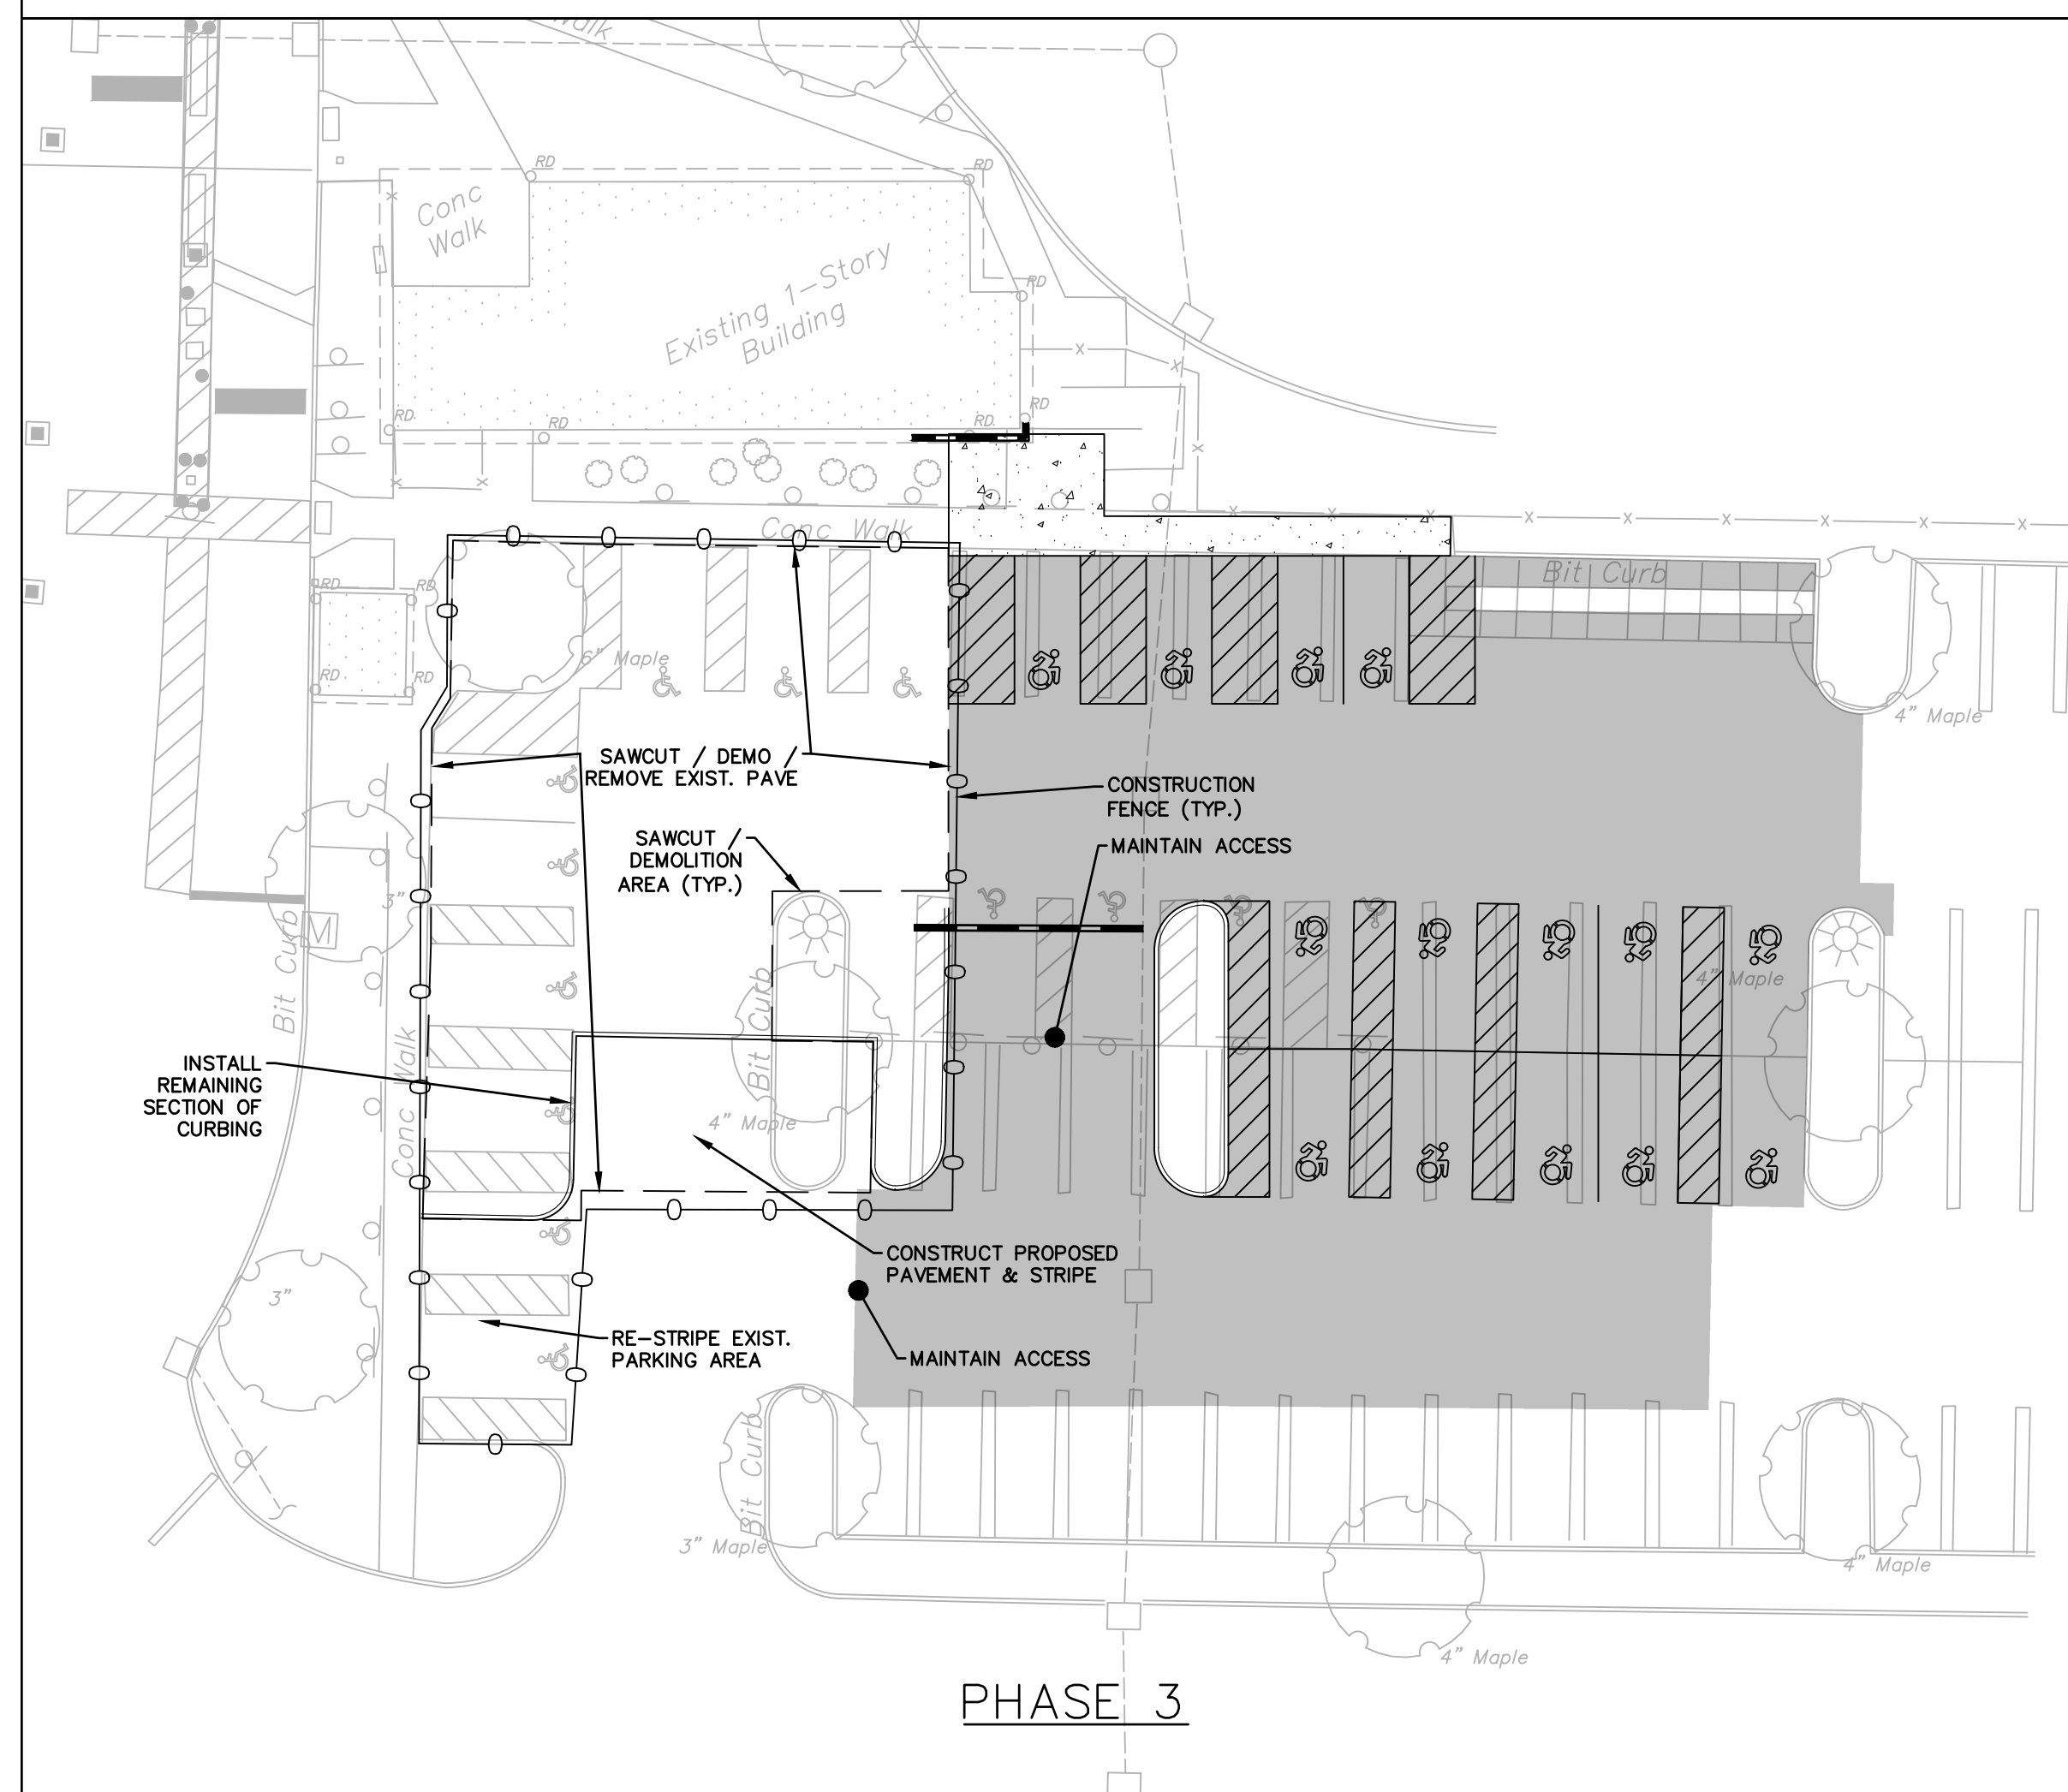 Walk
RD
RD
Conc
Walk
Existing 1-Story
Building
RD
RD
RD
RD
RD
Conc Walk
Bit Curb
RD
RD
6" Maple
RD
RD
4" Maple
SAWCUT / DEMO /
REMOVE EXIST. PAVE
CONSTRUCTION
FENCE (TYP.)
SAWCUT /
DEMOLITION
AREA (TYP.)
MAINTAIN ACCESS
3"
M
Bit Curb
Bit Curb
4" Maple
INSTALL
REMAINING
SECTION OF
CURBING
Conc Walk
4" Maple
CONSTRUCT PROPOSED
PAVEMENT & STRIPE
3"
RE-STRIPE EXIST.
PARKING AREA
MAINTAIN ACCESS
Bit Curb
3" Maple
4" Maple
4" Maple
PHASE 3